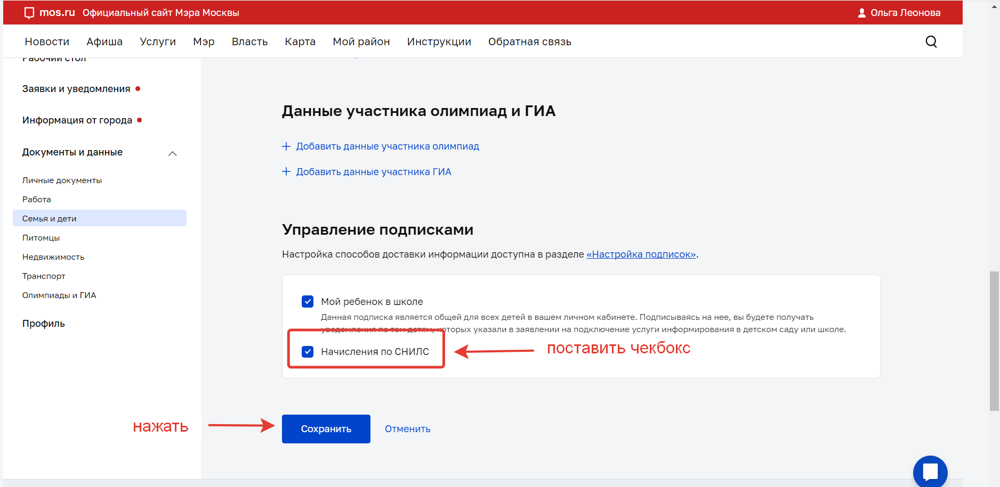 mos.ru Официальный сайт Мэра Москвы
Ольга Леонова
Новости Афиша Услуги Мэр Власть Карта Мой район Инструкции Обратная связь
Рабочий стол
Заявки и уведомления
Информация от города
Документы и данные
Личные документы
Работа
Семья и дети
Питомцы
Недвижимость
Транспорт
Олимпиады и ГИА
Профиль
Данные участника олимпиад и ГИА
Добавить данные участника олимпиад
Добавить данные участника ГИА
Управление подписками
Настройка способов доставки информации доступна в разделе «Настройка подписок».
Мой ребенок в школе
Данная подписка является общей для всех детей в вашем личном кабинете. Подписываясь на нее, вы будете получать
уведомления по тем детям, которых указали в заявлении на подключение услуги информирования в детском саду или школе.
Начисления по СНИЛС
поставить чекбокс
нажать
Сохранить
Отменить